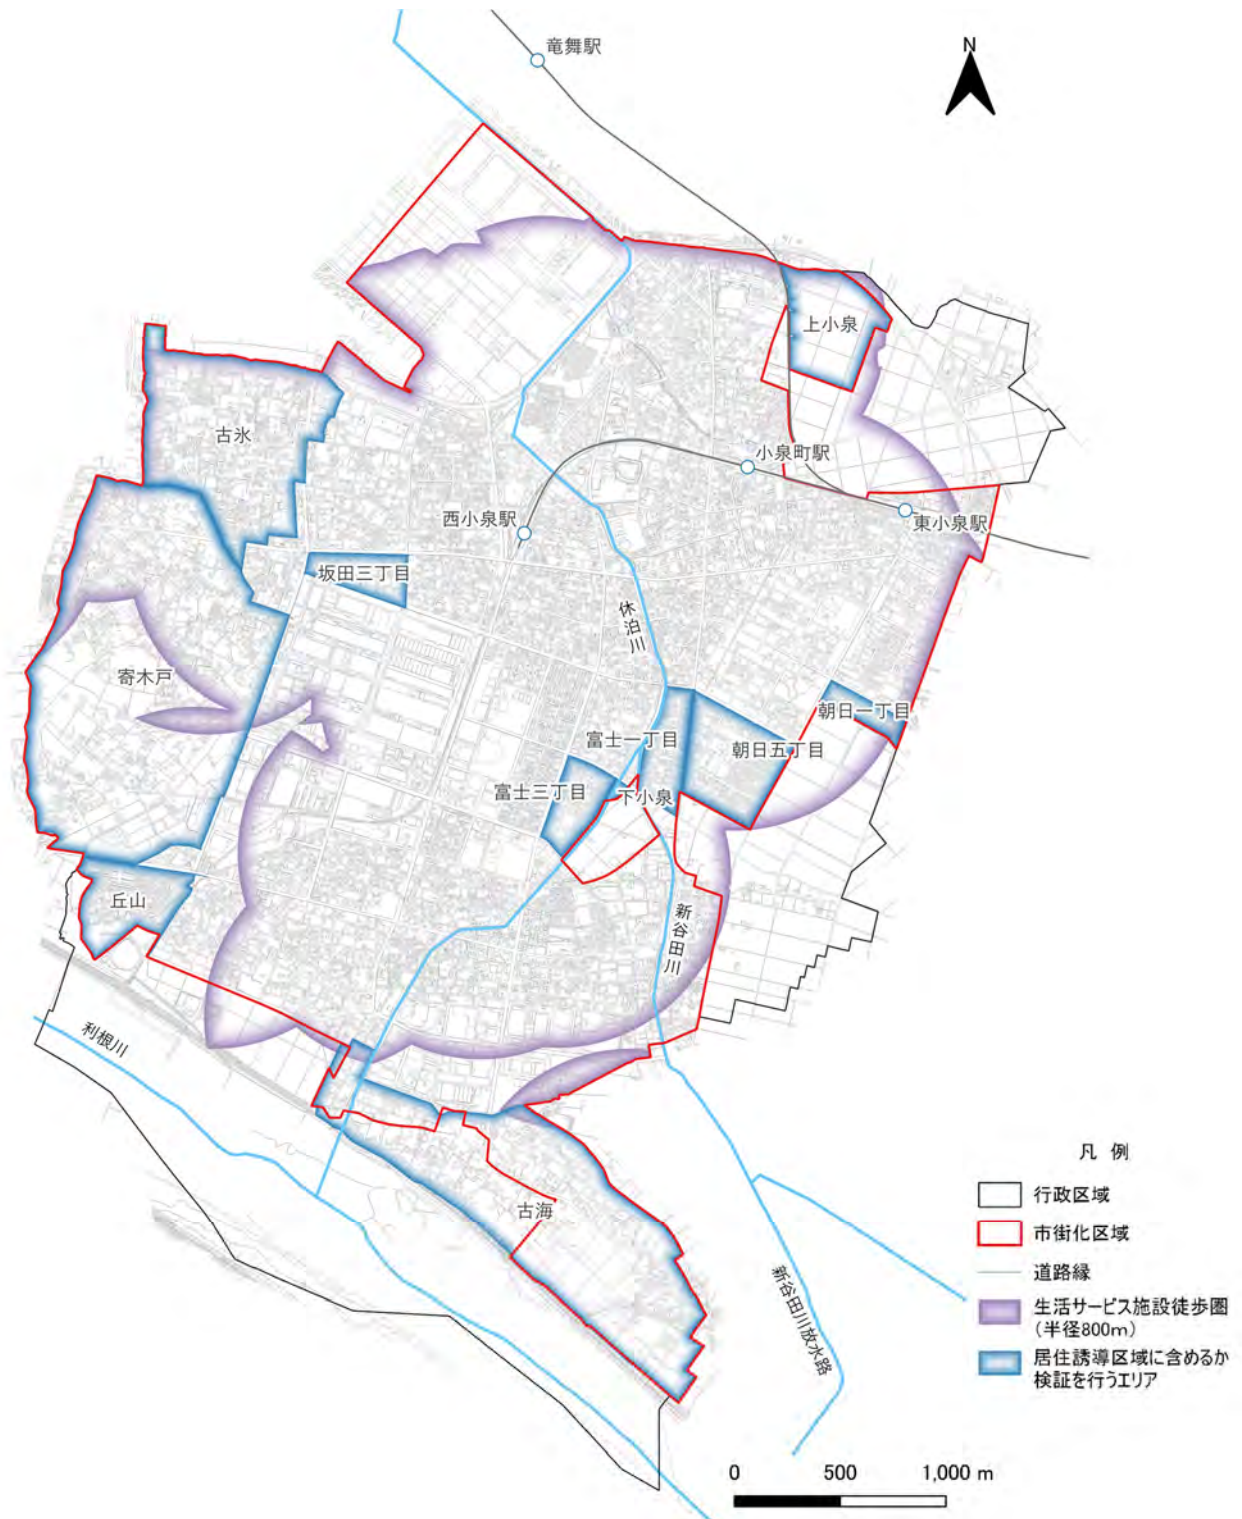 竜舞駅
N
上小泉
古氷
小泉町駅
西小泉駅
東小泉駅
坂田三丁目
休泊川
寄木戸
朝日一丁目
富士一丁目
朝日五丁目
富士三丁目
下小泉
丘山
新谷田川
利根川
古海
新谷田川放水路
凡 例
行政区域
市街化区域
道路縁
生活サービス施設徒歩圏
（半径800m）
居住誘導区域に含めるか
検証を行うエリア
0 500 1,000 m